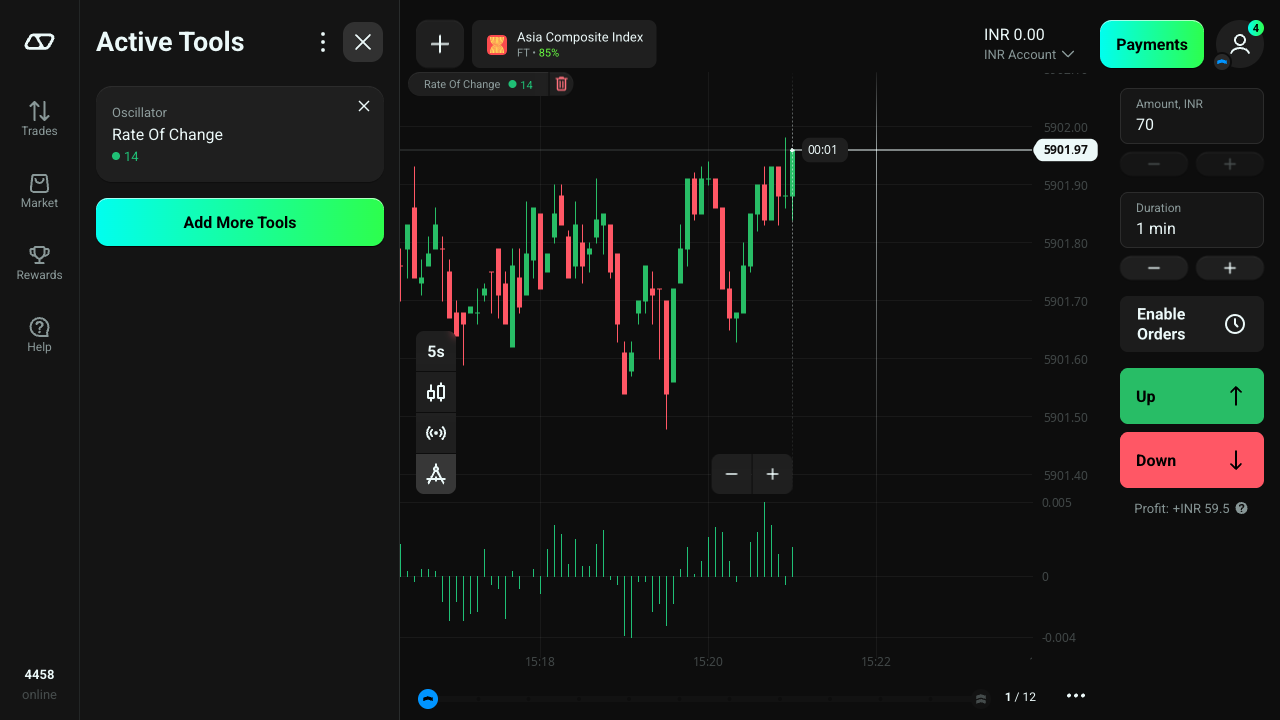 Active Tools
Oscillator
Rate Of Change
14
Add More Tools
Trades
Market
Rewards
Help
4458
online
Asia Composite Index
FT • 85%
INR 0.00
INR Account
Payments
4
Rate Of Change 14
5902.00
5901.97
5901.90
5901.80
5901.70
5901.60
5901.50
5901.40
0.005
0
-0.004
00:01
5s
15:18
15:20
15:22
1 / 12
Amount, INR
70
Duration
1 min
Enable
Orders
Up
Down
Profit: +INR 59.5